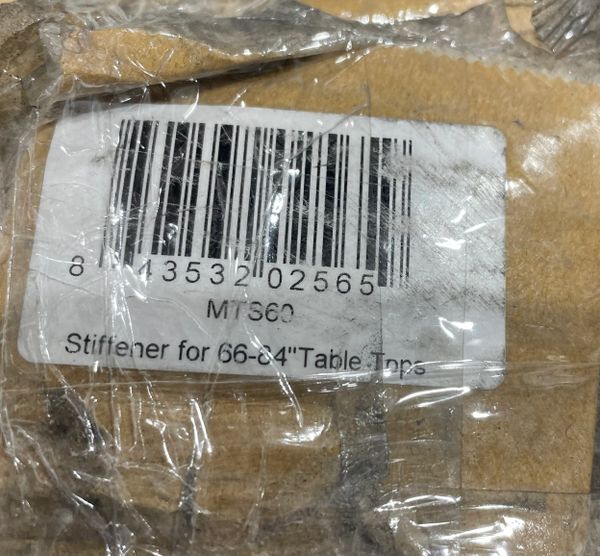 8 43532 02565
MTS60
Stiffener for 66-84"Table Tops